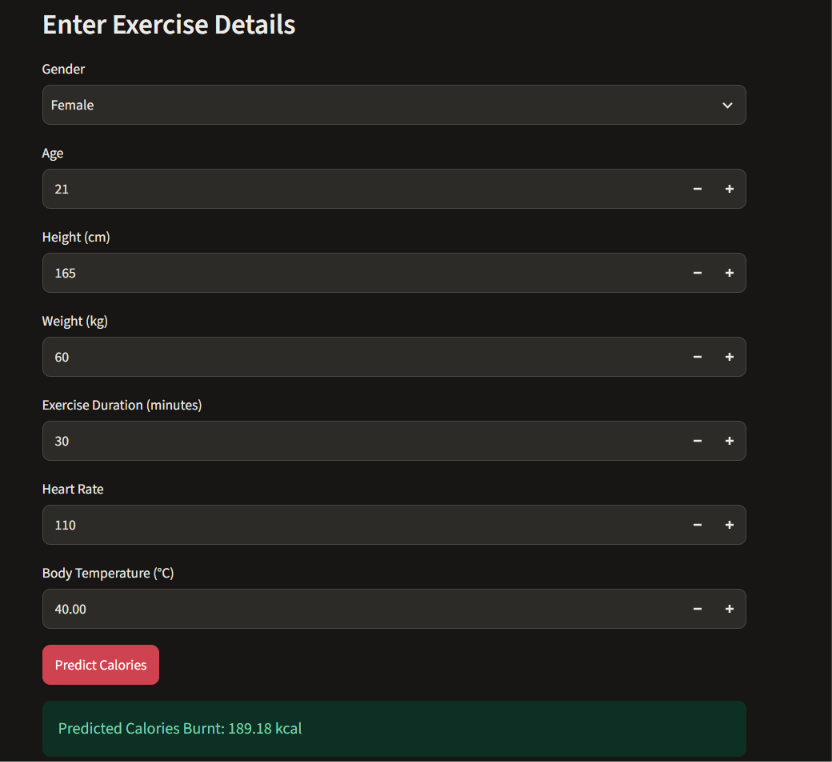 Enter Exercise Details
Gender
Female
Age
21
Height (cm)
165
Weight (kg)
60
Exercise Duration (minutes)
30
Heart Rate
110
Body Temperature (°C)
40.00
Predict Calories
Predicted Calories Burnt: 189.18 kcal